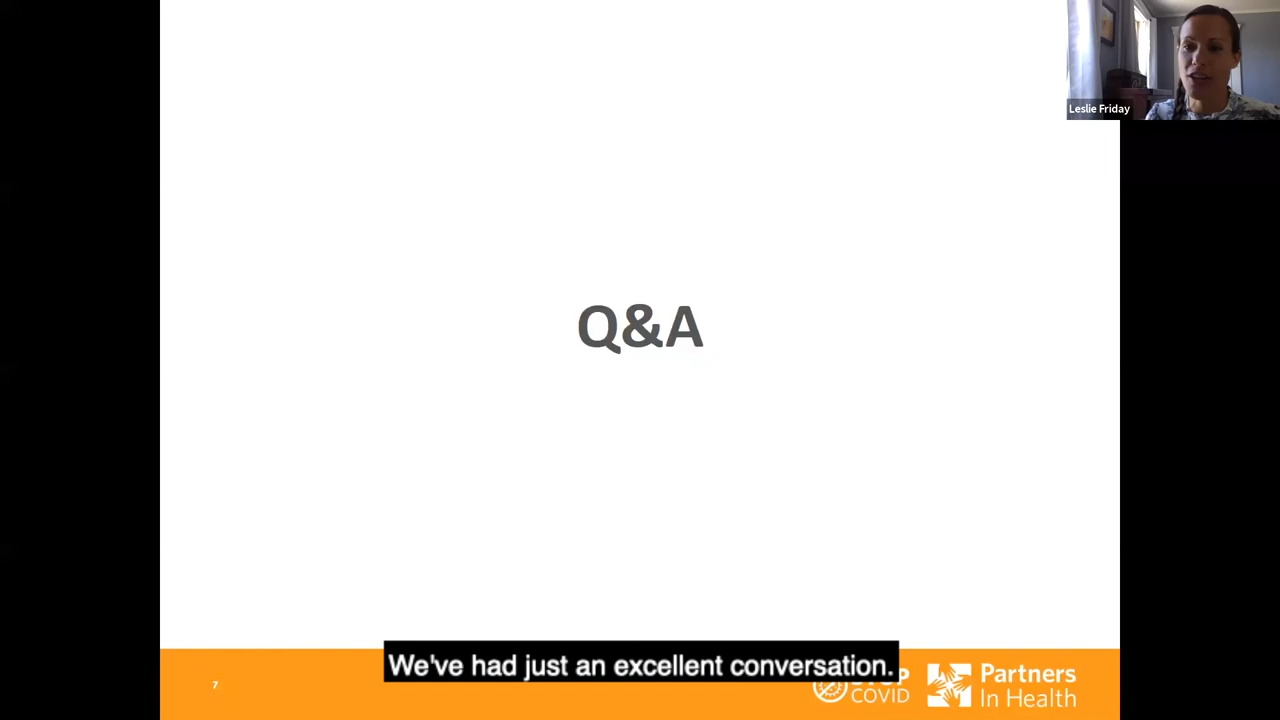 Leslie Friday
Q&A
We've had just an excellent conversation.
7
COVID
Partners
In Health